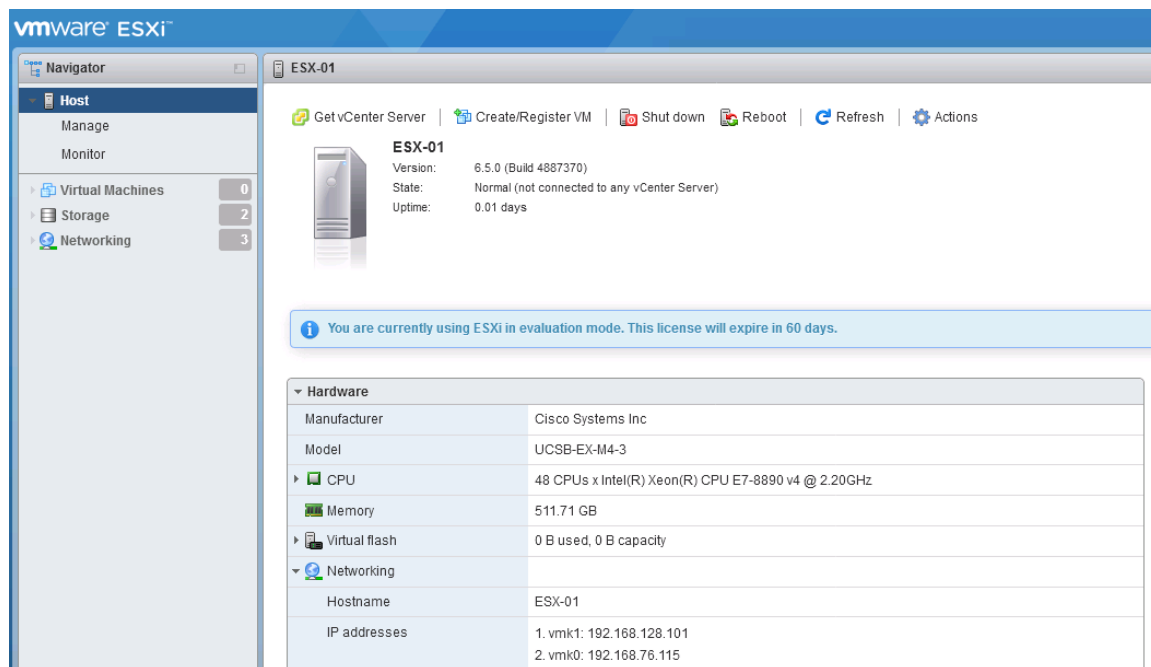 vmware ESXi™
Navigator
Host
Manage
Monitor
Virtual Machines 0
Storage 2
Networking 3
ESX-01
Get vCenter Server | Create/Register VM | Shut down Reboot | Refresh | Actions
ESX-01
Version: 6.5.0 (Build 4887370)
State: Normal (not connected to any vCenter Server)
Uptime: 0.01 days
You are currently using ESXi in evaluation mode. This license will expire in 60 days.
Hardware
Manufacturer Cisco Systems Inc
Model UCSB-EX-M4-3
CPU 48 CPUs x Intel(R) Xeon(R) CPU E7-8890 v4 @ 2.20GHz
Memory 511.71 GB
Virtual flash 0 B used, 0 B capacity
Networking
Hostname ESX-01
IP addresses 1. vmk1: 192.168.128.101
2. vmk0: 192.168.76.115